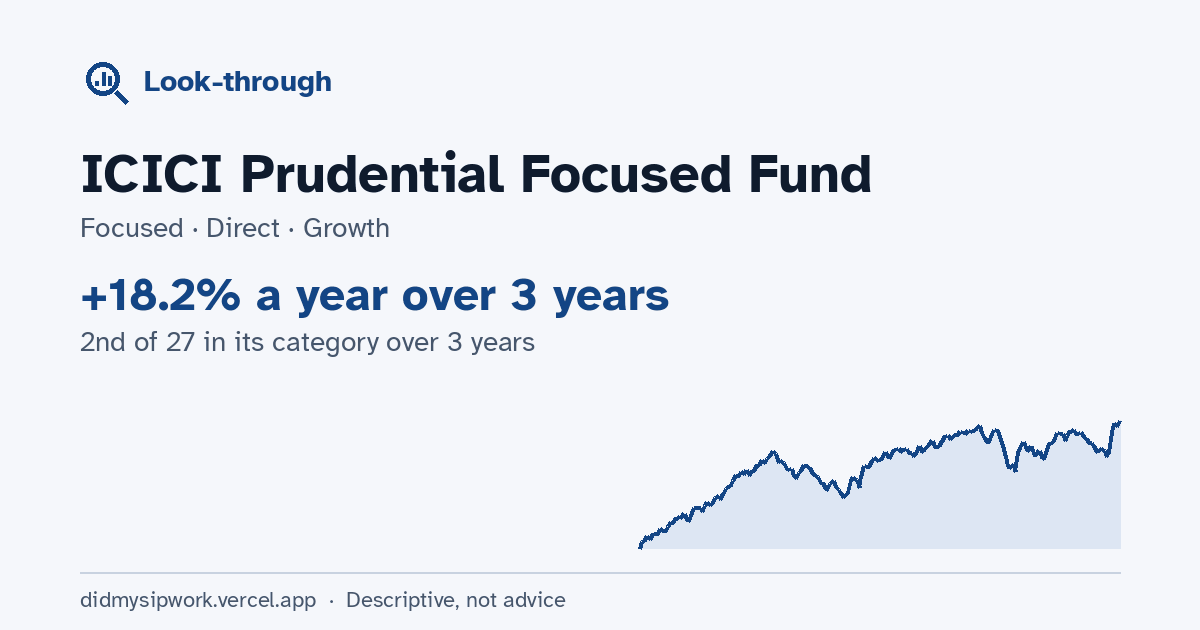 Look-through
ICICI Prudential Focused Fund
Focused · Direct · Growth
+18.2% a year over 3 years
2nd of 27 in its category over 3 years
didmysipwork.vercel.app · Descriptive, not advice